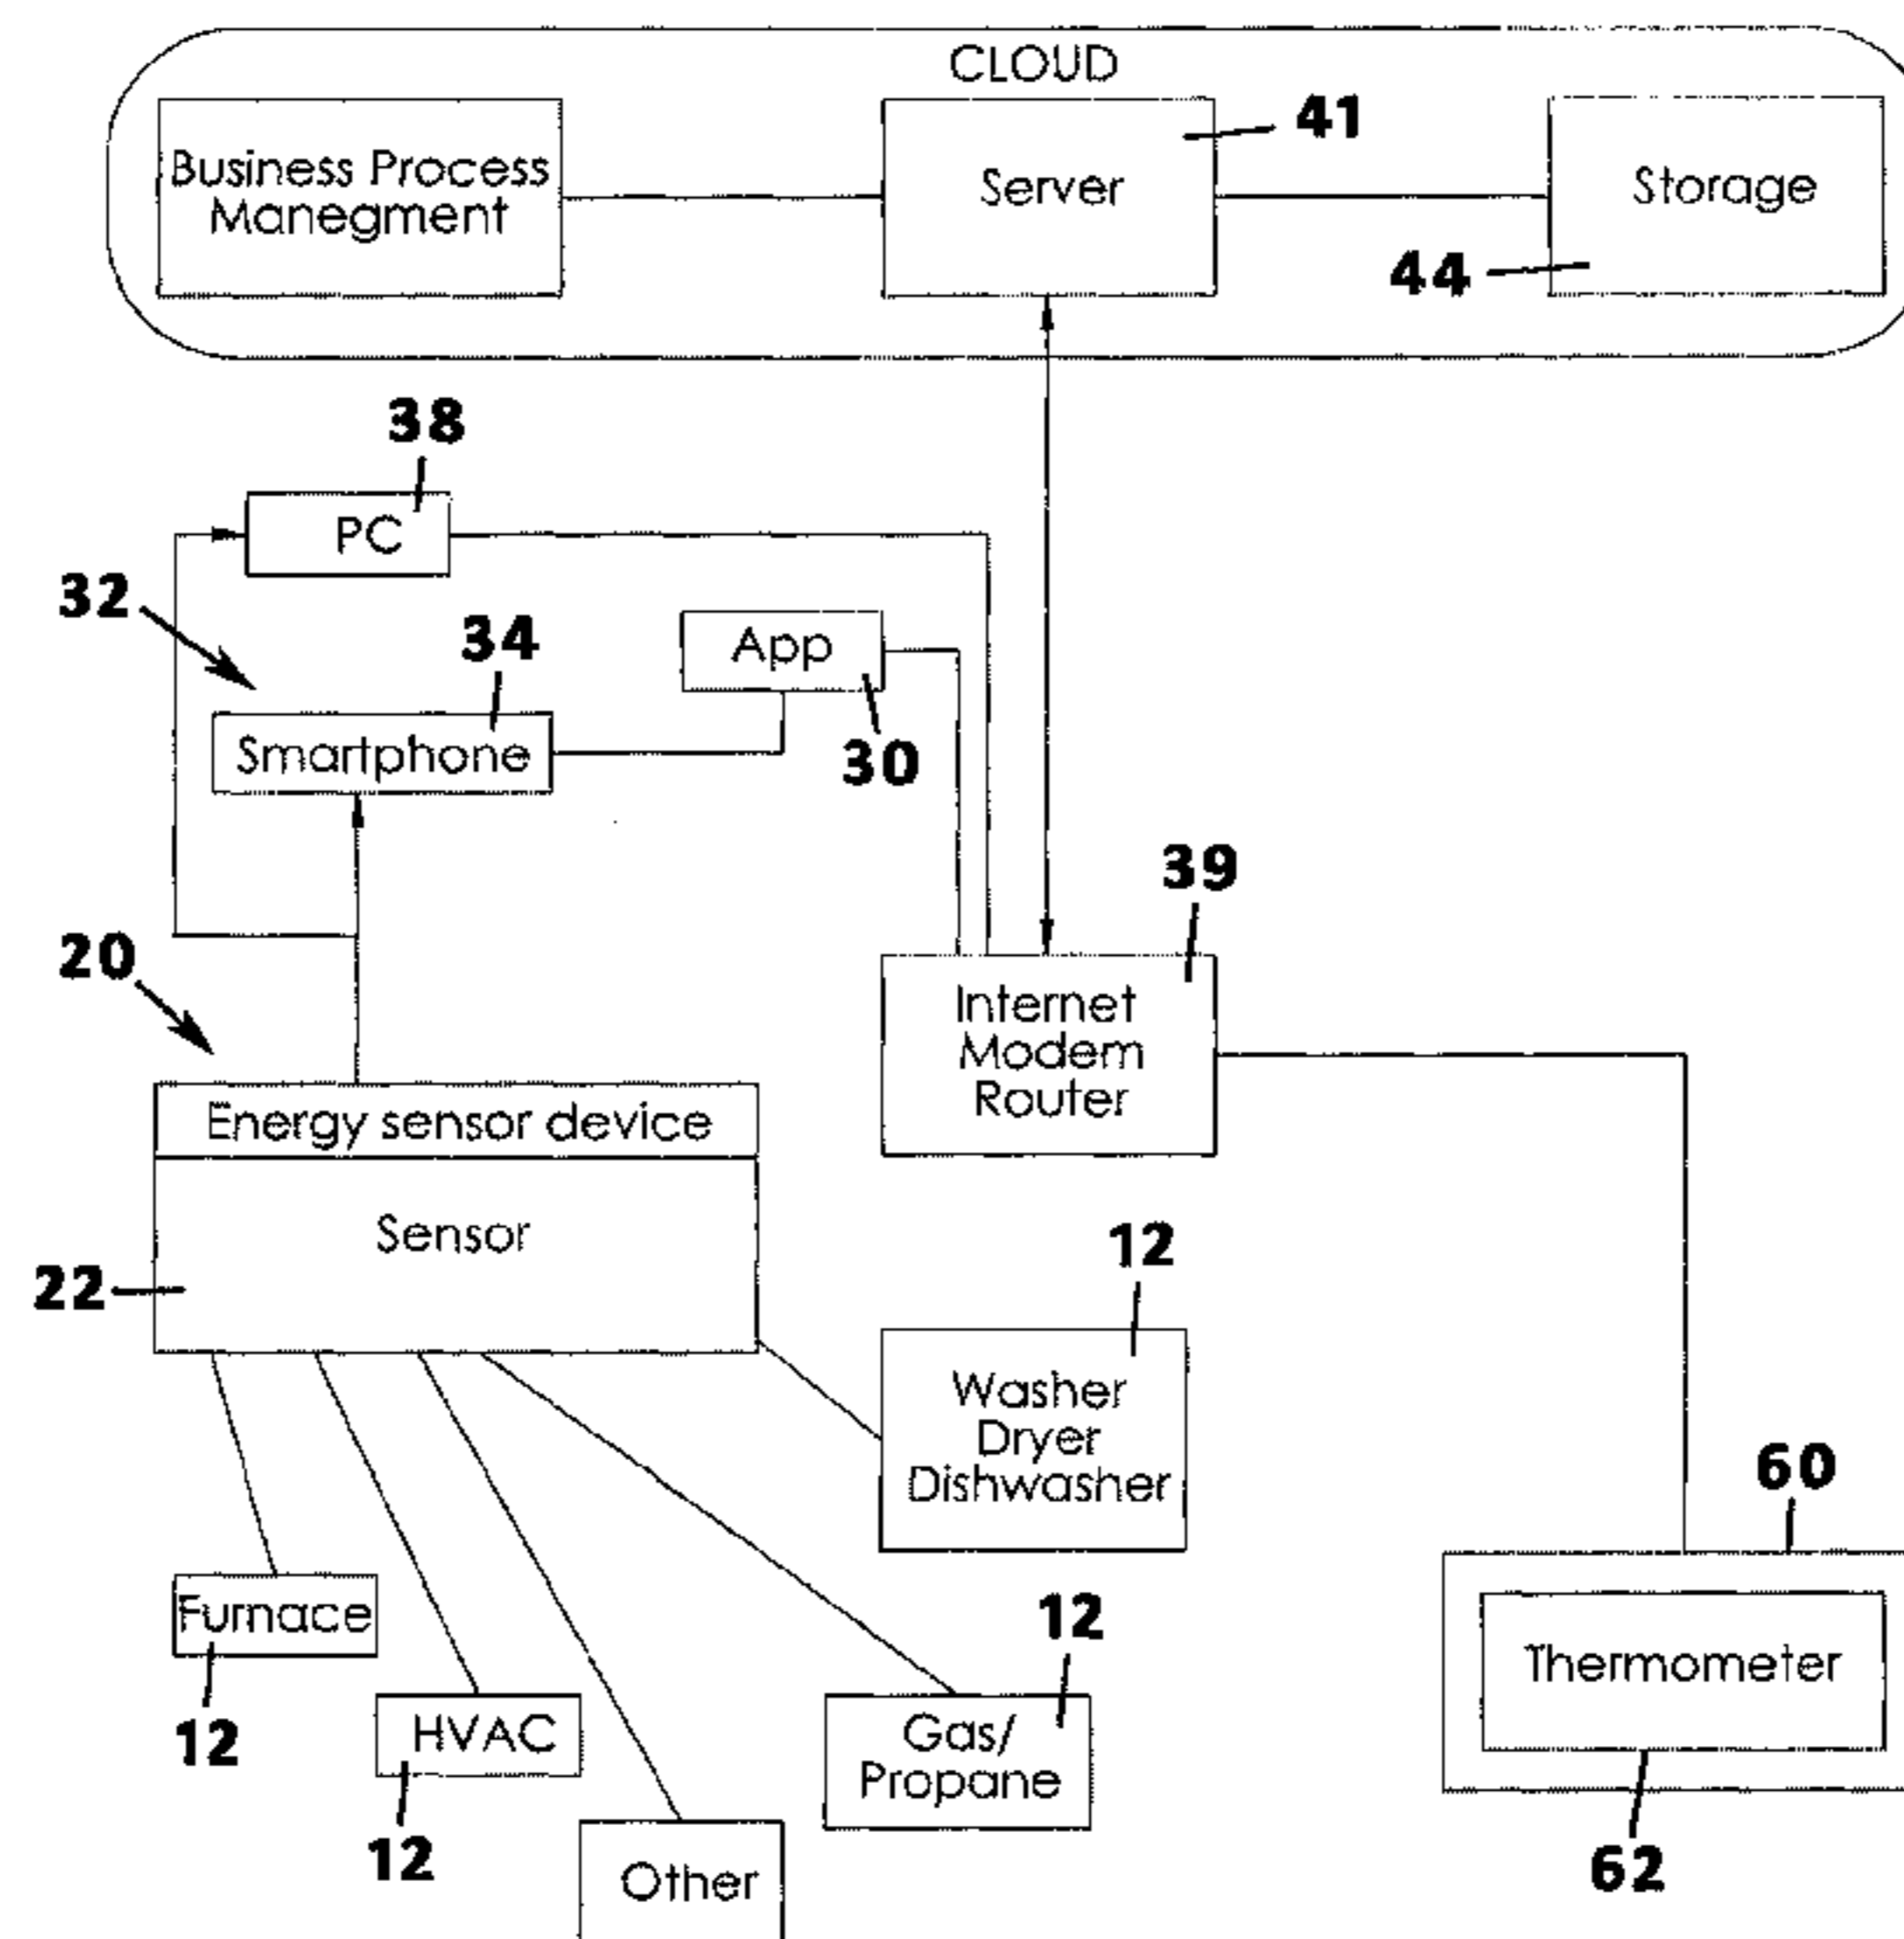 CLOUD
41
Business Process
Manegment
Server
Storage
44
38
PC
32
34
App
Smartphone
30
39
20
Internet
Modem
Router
Energy sensor device
Sensor
22
12
Washer
Dryer
Dishwasher
60
Furnace
12
12
Thermometer
HVAC
Gas/
Propane
12
62
Other